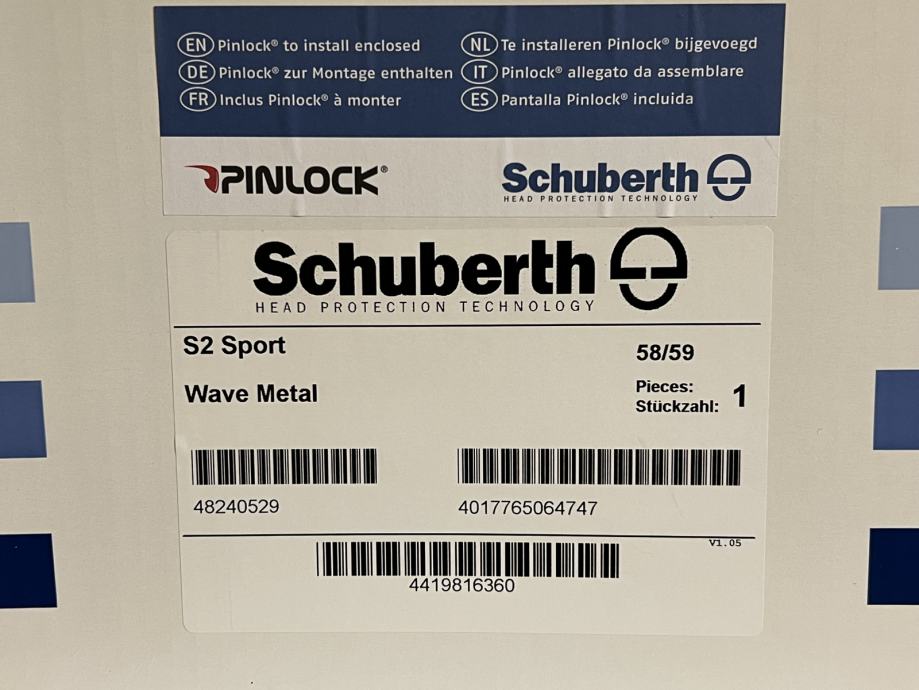 EN Pinlock® to install enclosed
DE Pinlock® zur Montage enthalten
FR Inclus Pinlock® à monter
NL Te installeren Pinlock® bijgevoegd
IT Pinlock® allegato da assemblare
ES Pantalla Pinlock® incluida
PINLOCK®
Schuberth
HEAD PROTECTION TECHNOLOGY
Schuberth
HEAD PROTECTION TECHNOLOGY
S2 Sport
58/59
Wave Metal
Pieces:
Stückzahl: 1
48240529
4017765064747
V1.05
4419816360